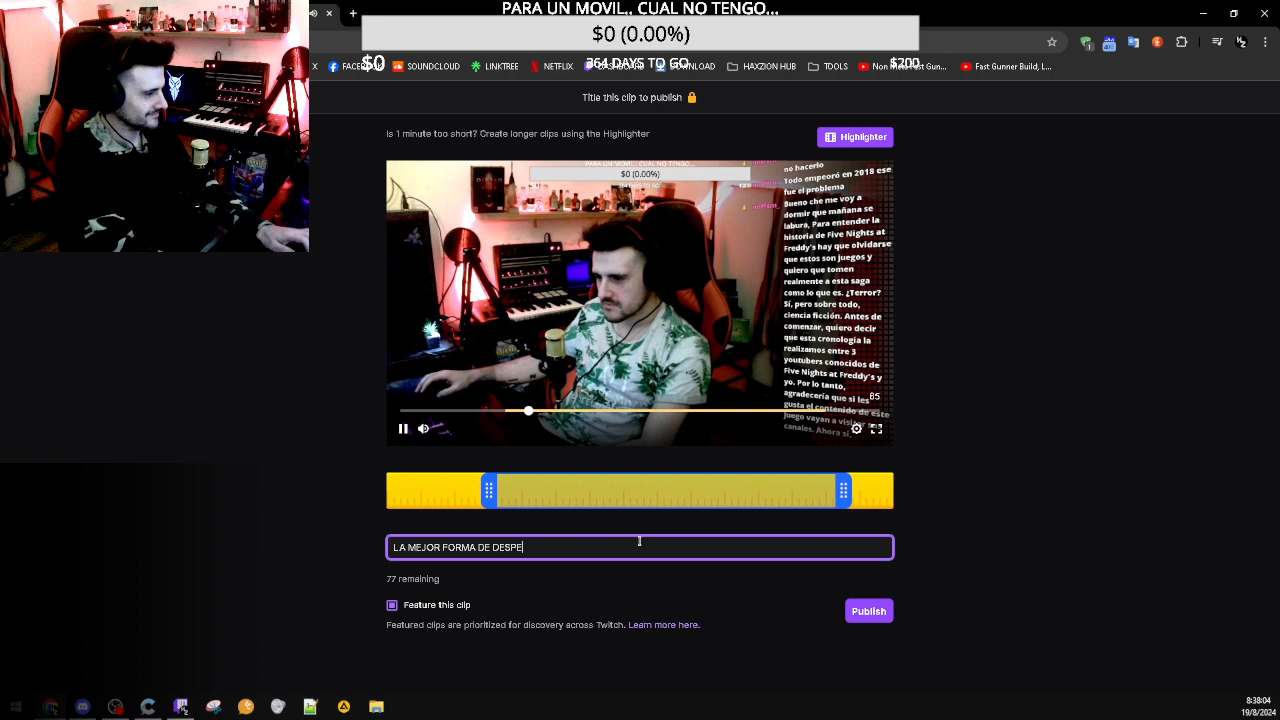 PARA UN MOVIL.. CUAL NO TENGO...
$0 (0.00%)
$0
364 DAYS TO GO
$200
X
SOUNDCLOUD
LINKTREE
NETFLIX
HAXZION HUB
TOOLS
Fast Gunner Build, L...
Title this clip to publish
Is 1 minute too short? Create longer clips using the Highlighter
Highlighter
PARA UN MOVIL.. CUAL NO TENGO...
$0 (0.00%)
no hacerlo
Todo empeoró en 2018 ese
fue el problema
Bueno che me voy a
dormir que mañana se
labura, Para entender la
historia de Five Nights at
Freddy's hay que olvidarse
que estos son juegos y
quiero que tomen
realmente a esta saga
como lo que es. ¿Terror?
Sí, pero sobre todo,
ciencia ficción. Antes de
comenzar, quiero decir
que esta cronología la
realizamos entre 3
youtubers conocidos de
Five Nights at Freddy's y
yo. Por lo tanto,
agradecería que si les
gusta el contenido de este
juego vayan a visitar
canales. Ahora sí,
65
LA MEJOR FORMA DE DESPE
77 remaining
Feature this clip
Publish
Featured clips are prioritized for discovery across Twitch. Learn more here.
8:38:04
19/8/2024